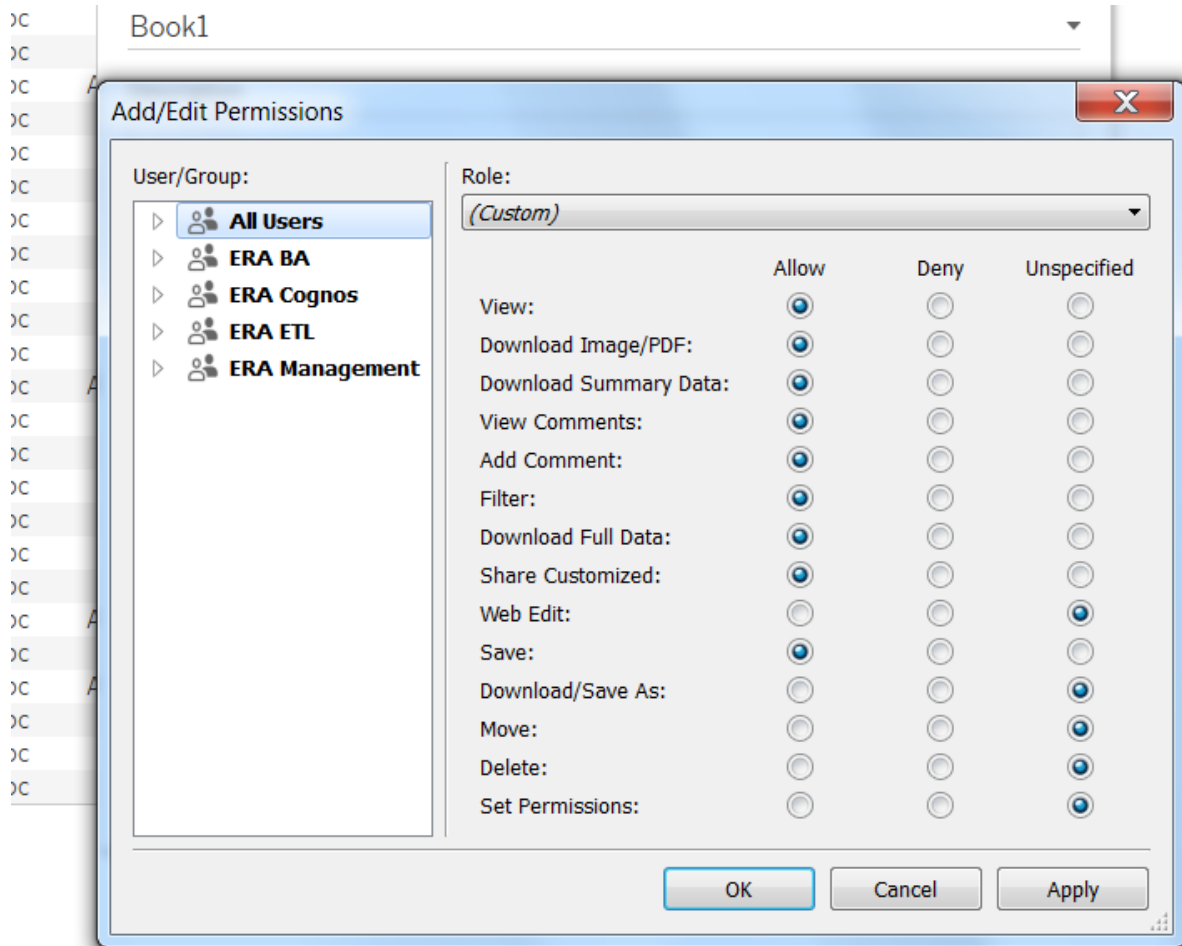 Book1
Add/Edit Permissions
User/Group:
All Users
ERA BA
ERA Cognos
ERA ETL
ERA Management
Role:
(Custom)
Allow Deny Unspecified
View:
Download Image/PDF:
Download Summary Data:
View Comments:
Add Comment:
Filter:
Download Full Data:
Share Customized:
Web Edit:
Save:
Download/Save As:
Move:
Delete:
Set Permissions:
OK Cancel Apply